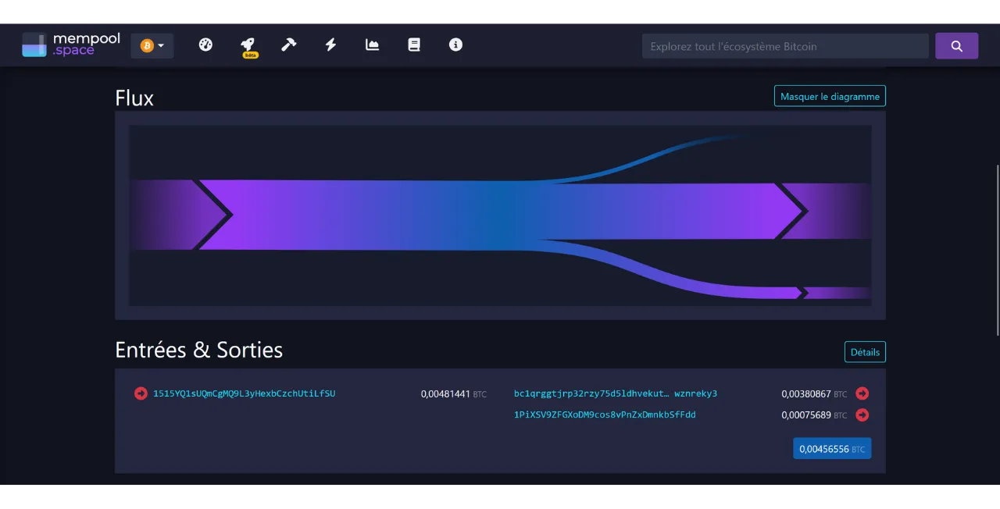 mempool
.space
bêta
Explorez tout l'écosystème Bitcoin
Flux
Masquer le diagramme
Entrées & Sorties
Détails
1515YQ1sUQmCgMQ9L3yHexbCzchUtiLfSU 0,00481441 BTC bc1qrggtjrp32rzy75d5ldhvekut… wznreky3 0,00380867 BTC
1PiXSV9ZFGXoDM9cos8vPnZxDmnkbSfFdd 0,00075689 BTC
0,00456556 BTC